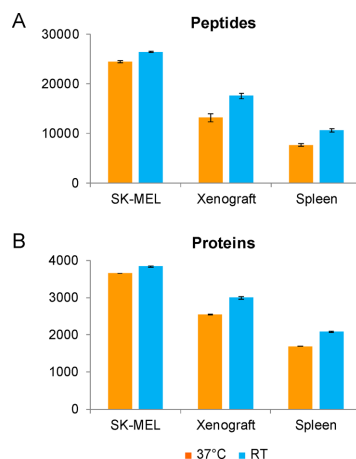 A
Peptides
30000
20000
10000
0
SK-MEL Xenograft Spleen
B
Proteins
4000
3000
2000
1000
0
SK-MEL Xenograft Spleen
37°C RT